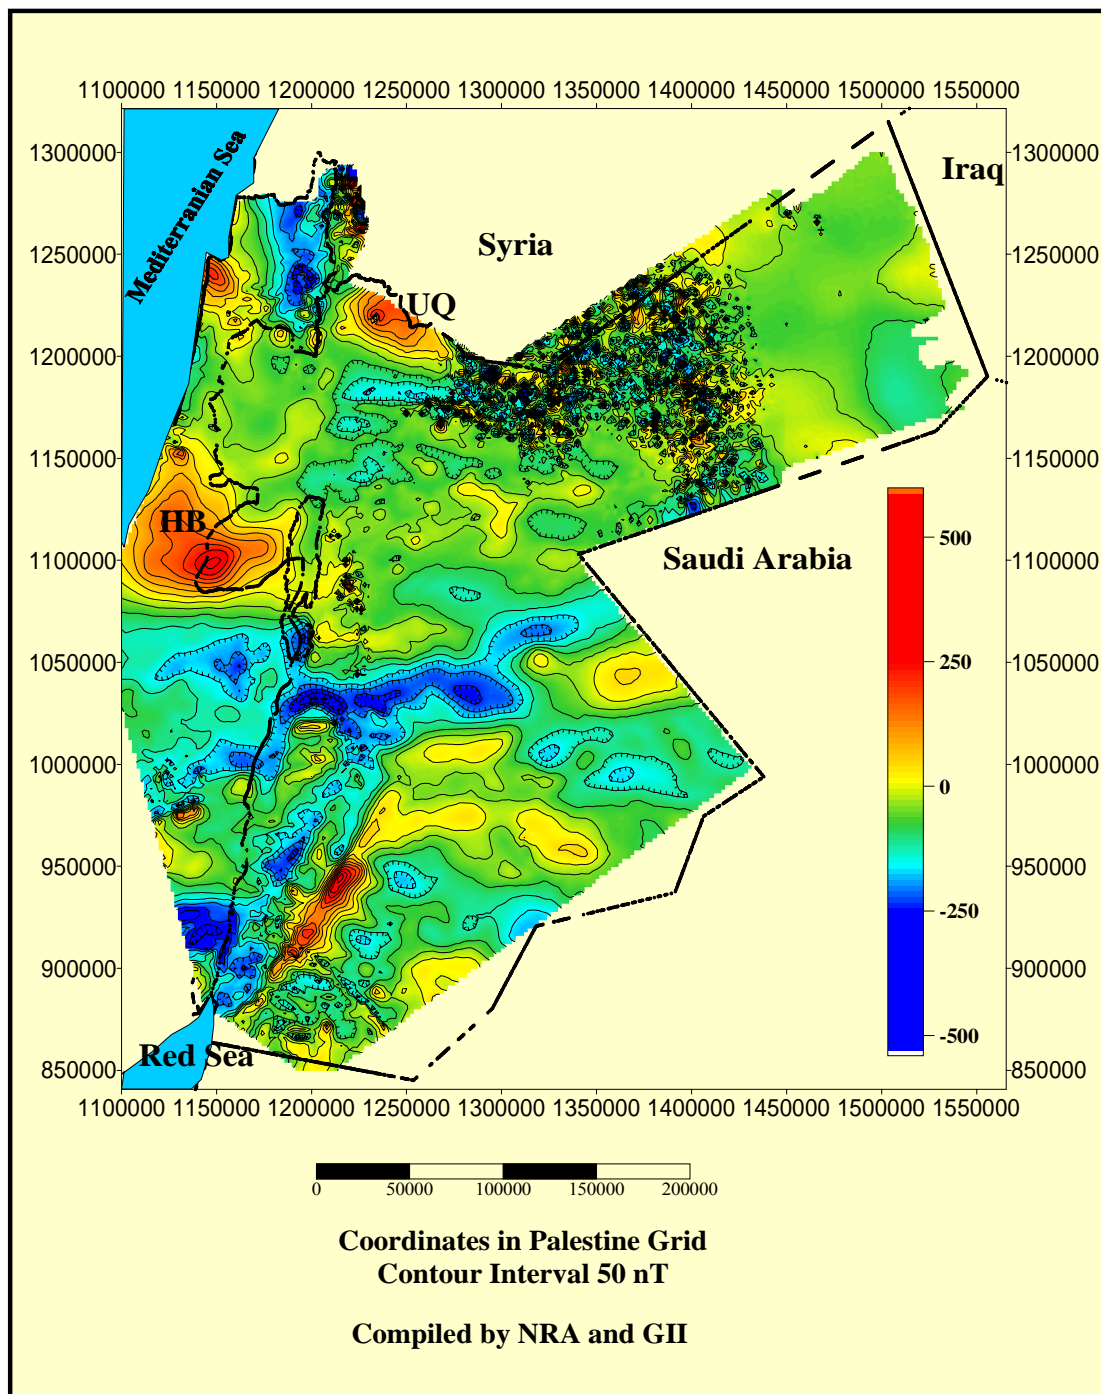 1100000 1150000 1200000 1250000 1300000 1350000 1400000 1450000 1500000 1550000
1300000
1300000
Mediterranian Sea
Iraq
Syria
1250000
1250000
UQ
1200000
1200000
1150000
1150000
HB
500
1100000
1100000
Saudi Arabia
1050000
250
1050000
1000000
0
1000000
950000
950000
-250
900000
900000
-500
Red Sea
850000
850000
1100000 1150000 1200000 1250000 1300000 1350000 1400000 1450000 1500000 1550000
0 50000 100000 150000 200000
Coordinates in Palestine Grid
Contour Interval 50 nT
Compiled by NRA and GII